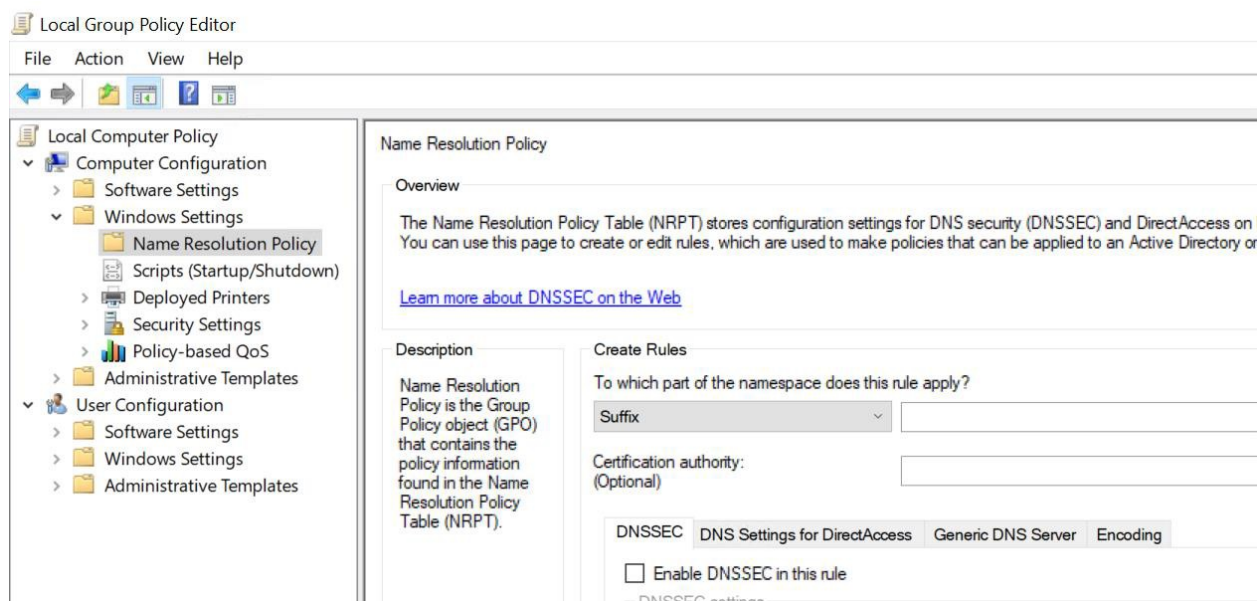 Local Group Policy Editor
File Action View Help
Local Computer Policy
Computer Configuration
Software Settings
Windows Settings
Name Resolution Policy
Scripts (Startup/Shutdown)
Deployed Printers
Security Settings
Policy-based QoS
Administrative Templates
User Configuration
Software Settings
Windows Settings
Administrative Templates
Name Resolution Policy
Overview
The Name Resolution Policy Table (NRPT) stores configuration settings for DNS security (DNSSEC) and DirectAccess on
You can use this page to create or edit rules, which are used to make policies that can be applied to an Active Directory or
Learn more about DNSSEC on the Web
Description
Name Resolution
Policy is the Group
Policy object (GPO)
that contains the
policy information
found in the Name
Resolution Policy
Table (NRPT).
Create Rules
To which part of the namespace does this rule apply?
Suffix
Certification authority:
(Optional)
DNSSEC DNS Settings for DirectAccess Generic DNS Server Encoding
Enable DNSSEC in this rule
DNSSEC settings